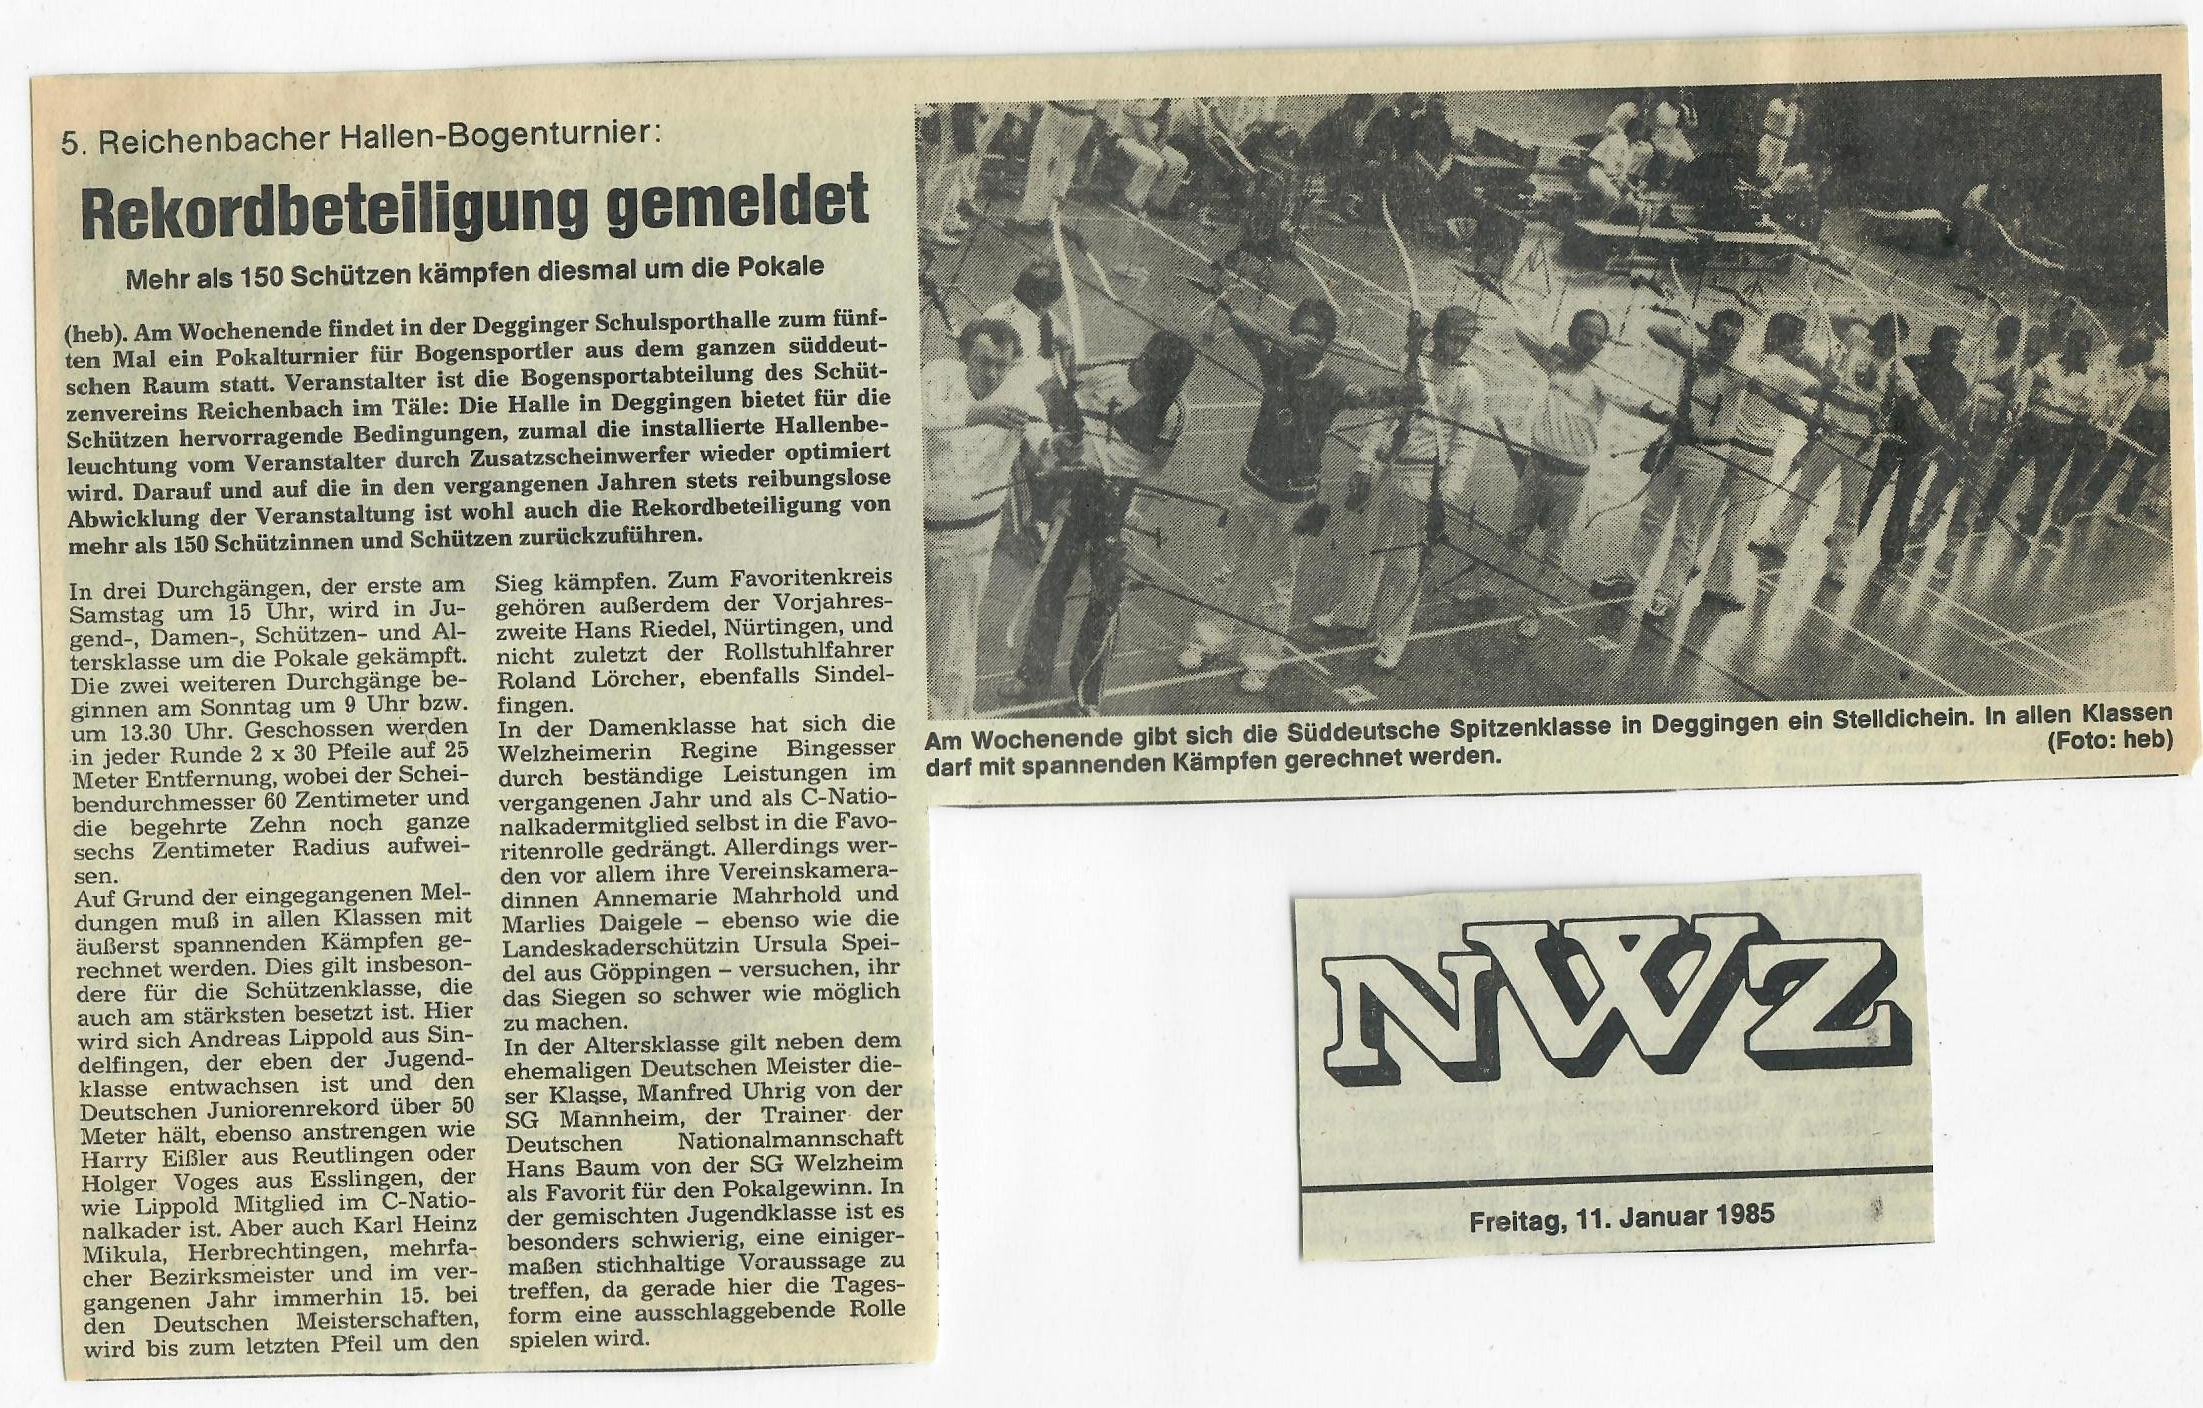 5. Reichenbacher Hallen-Bogenturnier:
Rekordbeteiligung gemeldet
Mehr als 150 Schützen kämpfen diesmal um die Pokale
(heb). Am Wochenende findet in der Degginger Schulsporthalle zum fünf-
ten Mal ein Pokalturnier für Bogensportler aus dem ganzen süddeut-
schen Raum statt. Veranstalter ist die Bogensportabteilung des Schüt-
zenvereins Reichenbach im Täle: Die Halle in Deggingen bietet für die
Schützen hervorragende Bedingungen, zumal die installierte Hallenbe-
leuchtung vom Veranstalter durch Zusatzscheinwerfer wieder optimiert
wird. Darauf und auf die in den vergangenen Jahren stets reibungslose
Abwicklung der Veranstaltung ist wohl auch die Rekordbeteiligung von
mehr als 150 Schützinnen und Schützen zurückzuführen.
In drei Durchgängen, der erste am
Samstag um 15 Uhr, wird in Ju-
gend-, Damen-, Schützen- und Al-
tersklasse um die Pokale gekämpft.
Die zwei weiteren Durchgänge be-
ginnen am Sonntag um 9 Uhr bzw.
um 13.30 Uhr. Geschossen werden
in jeder Runde 2 x 30 Pfeile auf 25
Meter Entfernung, wobei der Schei-
bendurchmesser 60 Zentimeter und
die begehrte Zehn noch ganze
sechs Zentimeter Radius aufwei-
sen.
Auf Grund der eingegangenen Mel-
dungen muß in allen Klassen mit
äußerst spannenden Kämpfen ge-
rechnet werden. Dies gilt insbeson-
dere für die Schützenklasse, die
auch am stärksten besetzt ist. Hier
wird sich Andreas Lippold aus Sin-
delfingen, der eben der Jugend-
klasse entwachsen ist und den
Deutschen Juniorenrekord über 50
Meter hält, ebenso anstrengen wie
Harry Eißler aus Reutlingen oder
Holger Voges aus Esslingen, der
wie Lippold Mitglied im C-Natio-
nalkader ist. Aber auch Karl Heinz
Mikula, Herbrechtingen, mehrfa-
cher Bezirksmeister und im ver-
gangenen Jahr immerhin 15. bei
den Deutschen Meisterschaften,
wird bis zum letzten Pfeil um den
Sieg kämpfen. Zum Favoritenkreis
gehören außerdem der Vorjahres-
zweite Hans Riedel, Nürtingen, und
nicht zuletzt der Rollstuhlfahrer
Roland Lörcher, ebenfalls Sindel-
fingen.
In der Damenklasse hat sich die
Welzheimerin Regine Bingesser
durch beständige Leistungen im
vergangenen Jahr und als C-Natio-
nalkadermitglied selbst in die Favo-
ritenrolle gedrängt. Allerdings wer-
den vor allem ihre Vereinskamera-
dinnen Annemarie Mahrhold und
Marlies Daigele – ebenso wie die
Landeskaderschützin Ursula Spei-
del aus Göppingen – versuchen, ihr
das Siegen so schwer wie möglich
zu machen.
In der Altersklasse gilt neben dem
ehemaligen Deutschen Meister die-
ser Klasse, Manfred Uhrig von der
SG Mannheim, der Trainer der
Deutschen Nationalmannschaft
Hans Baum von der SG Welzheim
als Favorit für den Pokalgewinn. In
der gemischten Jugendklasse ist es
besonders schwierig, eine einiger-
maßen stichhaltige Voraussage zu
treffen, da gerade hier die Tages-
form eine ausschlaggebende Rolle
spielen wird.
Am Wochenende gibt sich die Süddeutsche Spitzenklasse in Deggingen ein Stelldichein. In allen Klassen
darf mit spannenden Kämpfen gerechnet werden. (Foto: heb)
NWZ
Freitag, 11. Januar 1985